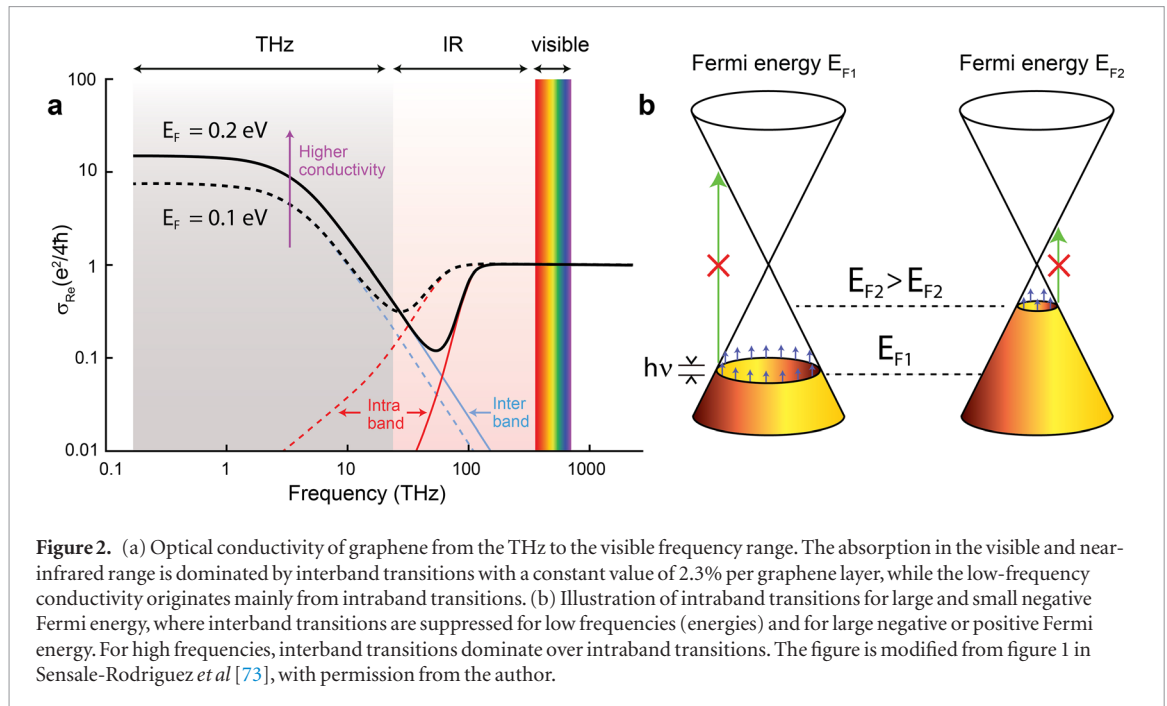 THz
IR
visible
a
100
10
1
0.1
0.01
σRe(e²/4ħ)
E_F = 0.2 eV
E_F = 0.1 eV
Higher
conductivity
Intra
band
Inter
band
0.1
1
10
100
1000
Frequency (THz)
b
Fermi energy E_F1
Fermi energy E_F2
E_F2>E_F2
E_F1
hν
Figure 2. (a) Optical conductivity of graphene from the THz to the visible frequency range. The absorption in the visible and near-
infrared range is dominated by interband transitions with a constant value of 2.3% per graphene layer, while the low-frequency
conductivity originates mainly from intraband transitions. (b) Illustration of intraband transitions for large and small negative
Fermi energy, where interband transitions are suppressed for low frequencies (energies) and for large negative or positive Fermi
energy. For high frequencies, interband transitions dominate over intraband transitions. The figure is modified from figure 1 in
Sensale-Rodriguez et al [73], with permission from the author.